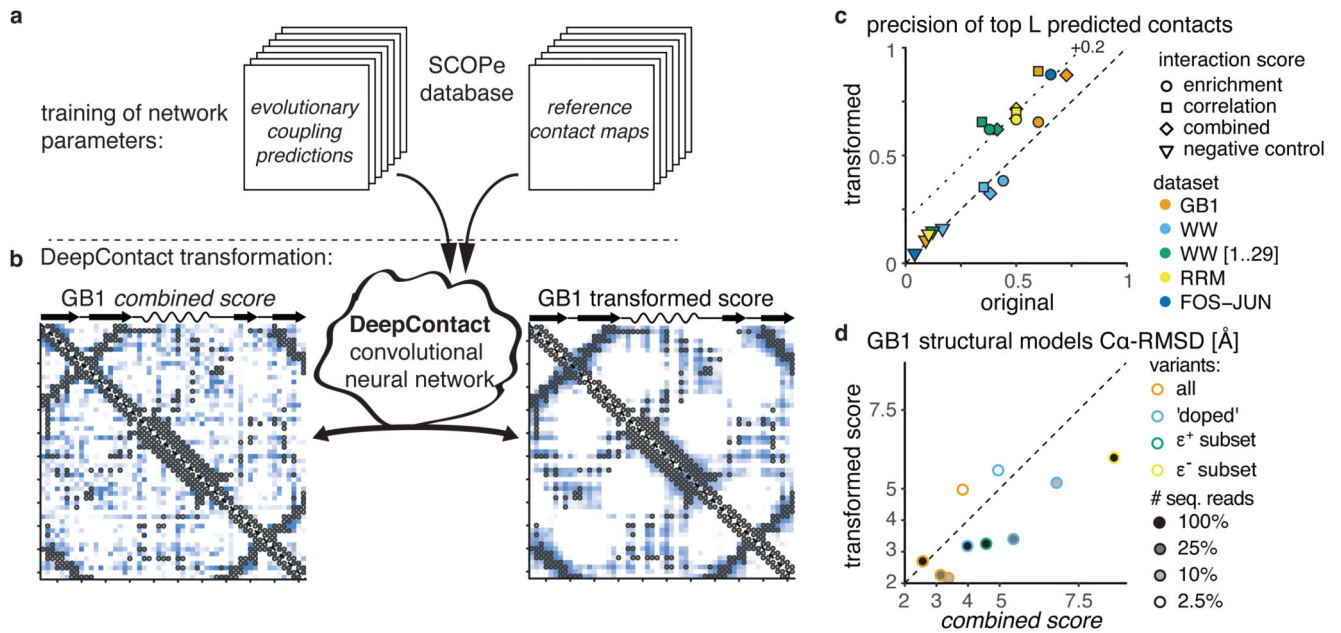 a
training of network
parameters:
evolutionary
coupling
predictions
SCOPe
database
reference
contact maps
b
DeepContact transformation:
GB1 combined score
DeepContact
convolutional
neural network
GB1 transformed score
c
precision of top L predicted contacts
transformed
1
0.5
0
0
0.5
1
original
+0.2
interaction score
enrichment
correlation
combined
negative control
dataset
GB1
WW
WW [1..29]
RRM
FOS−JUN
d
GB1 structural models Cα-RMSD [Å]
transformed score
7.5
5
4
3
2
2
3
4
5
7.5
combined score
variants:
all
'doped'
ε+ subset
ε- subset
# seq. reads
100%
25%
10%
2.5%